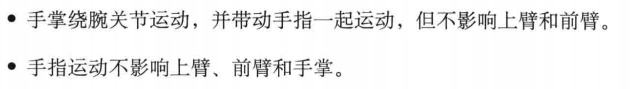 • 手掌绕腕关节运动，并带动手指一起运动，但不影响上臂和前臂。
• 手指运动不影响上臂、前臂和手掌。